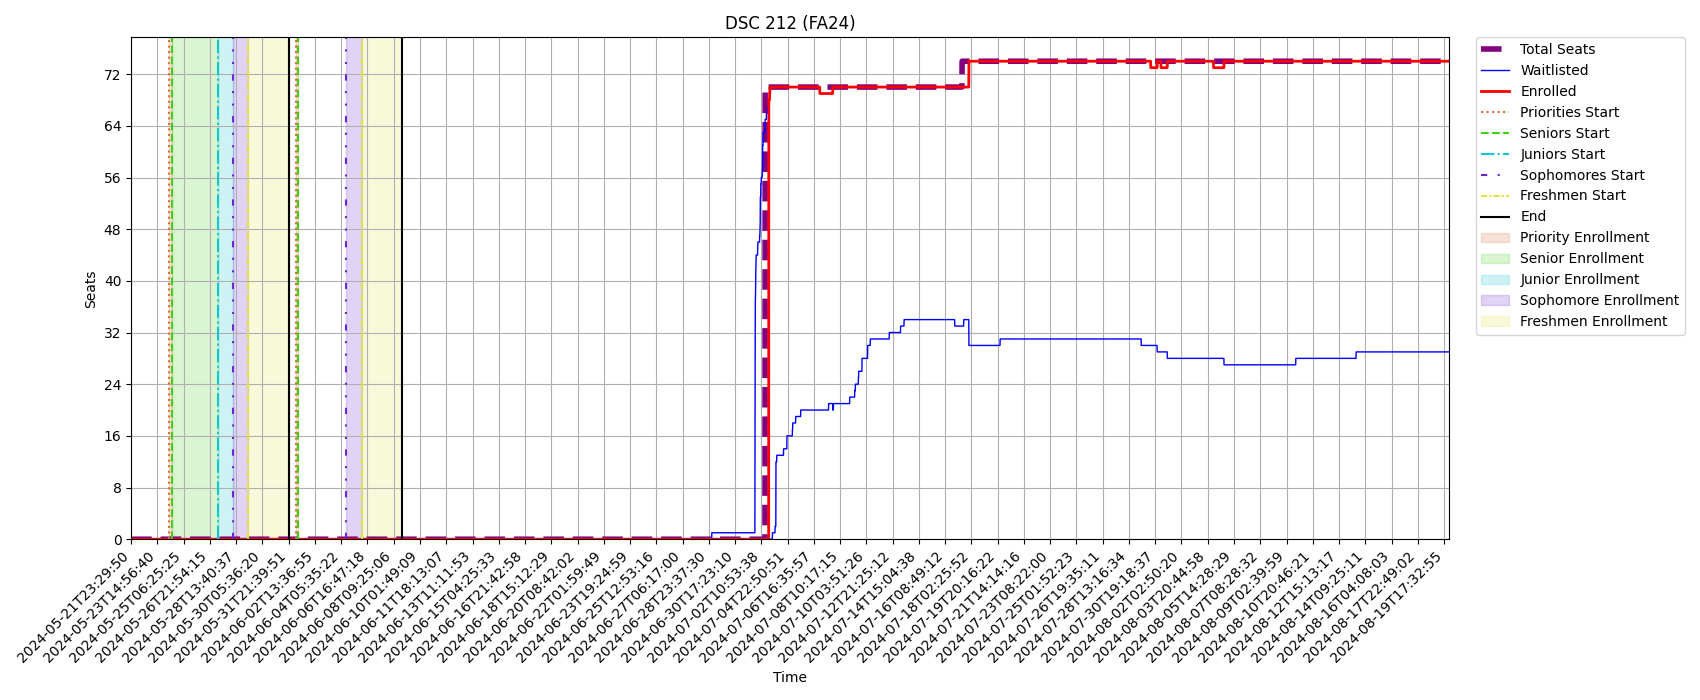 DSC 212 (FA24)
Seats
72
64
56
48
40
32
24
16
8
0
2024-05-21T23:29:50
2024-05-23T14:56:40
2024-05-25T06:25:25
2024-05-26T21:54:15
2024-05-28T13:40:37
2024-05-30T05:36:20
2024-05-31T21:39:51
2024-06-02T13:36:55
2024-06-04T05:35:22
2024-06-06T16:47:18
2024-06-08T09:25:06
2024-06-10T01:49:09
2024-06-11T18:13:07
2024-06-13T11:11:53
2024-06-15T04:25:33
2024-06-16T21:42:58
2024-06-18T15:12:29
2024-06-20T08:42:02
2024-06-22T01:59:49
2024-06-23T19:24:59
2024-06-25T12:53:16
2024-06-27T06:17:00
2024-06-28T23:37:30
2024-06-30T17:23:10
2024-07-02T10:53:38
2024-07-04T22:50:51
2024-07-06T16:35:57
2024-07-08T10:17:15
2024-07-10T03:51:26
2024-07-12T21:25:12
2024-07-14T15:04:38
2024-07-16T08:49:12
2024-07-18T02:25:52
2024-07-19T20:16:22
2024-07-21T14:14:16
2024-07-23T08:22:00
2024-07-25T01:52:23
2024-07-26T19:35:11
2024-07-28T13:16:34
2024-07-30T19:18:37
2024-08-02T02:50:20
2024-08-03T20:44:58
2024-08-05T14:28:29
2024-08-07T08:28:32
2024-08-09T02:39:59
2024-08-10T20:46:21
2024-08-12T15:13:17
2024-08-14T09:25:11
2024-08-16T04:08:03
2024-08-17T22:49:02
2024-08-19T17:32:55
Time
Total Seats
Waitlisted
Enrolled
Priorities Start
Seniors Start
Juniors Start
Sophomores Start
Freshmen Start
End
Priority Enrollment
Senior Enrollment
Junior Enrollment
Sophomore Enrollment
Freshmen Enrollment